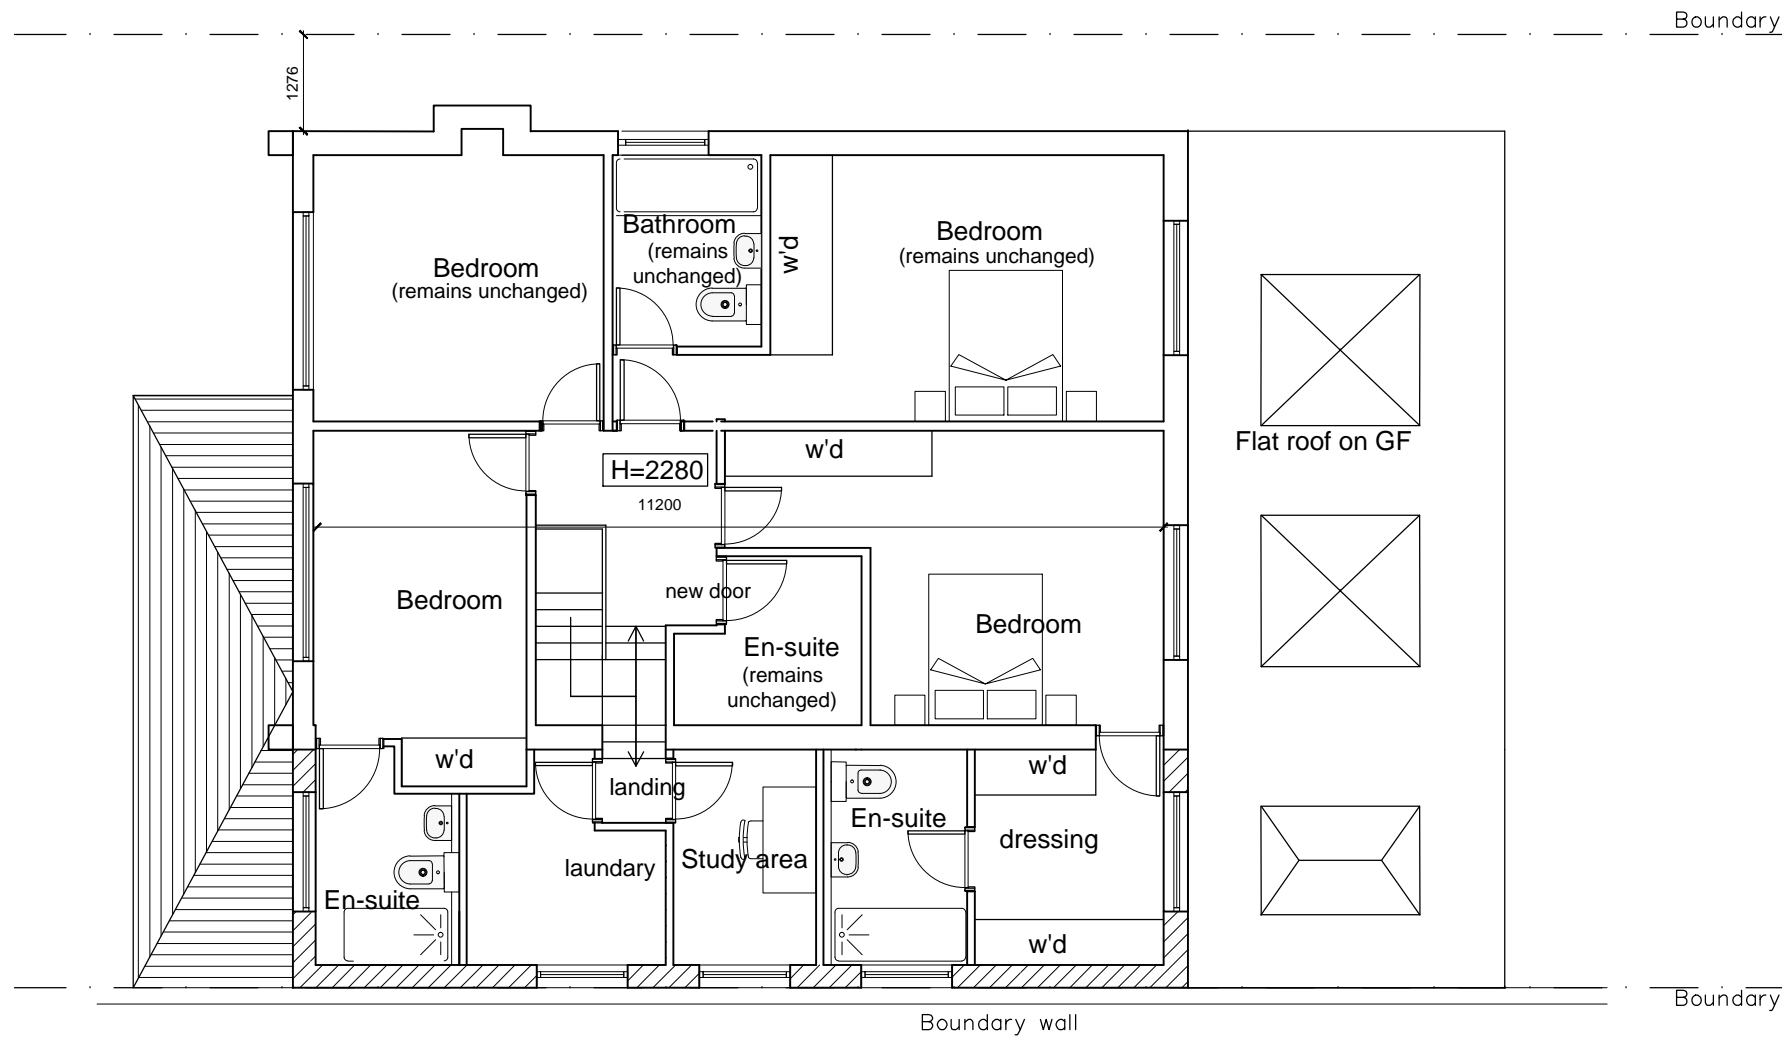 Boundary
1276
Bathroom
(remains
unchanged)
w'd
Bedroom
(remains unchanged)
Bedroom
(remains unchanged)
Flat roof on GF
w'd
H=2280
11200
new door
Bedroom
Bedroom
En-suite
(remains
unchanged)
w'd
landing
w'd
En-suite
dressing
laundary
Study area
En-suite
w'd
Boundary
Boundary wall